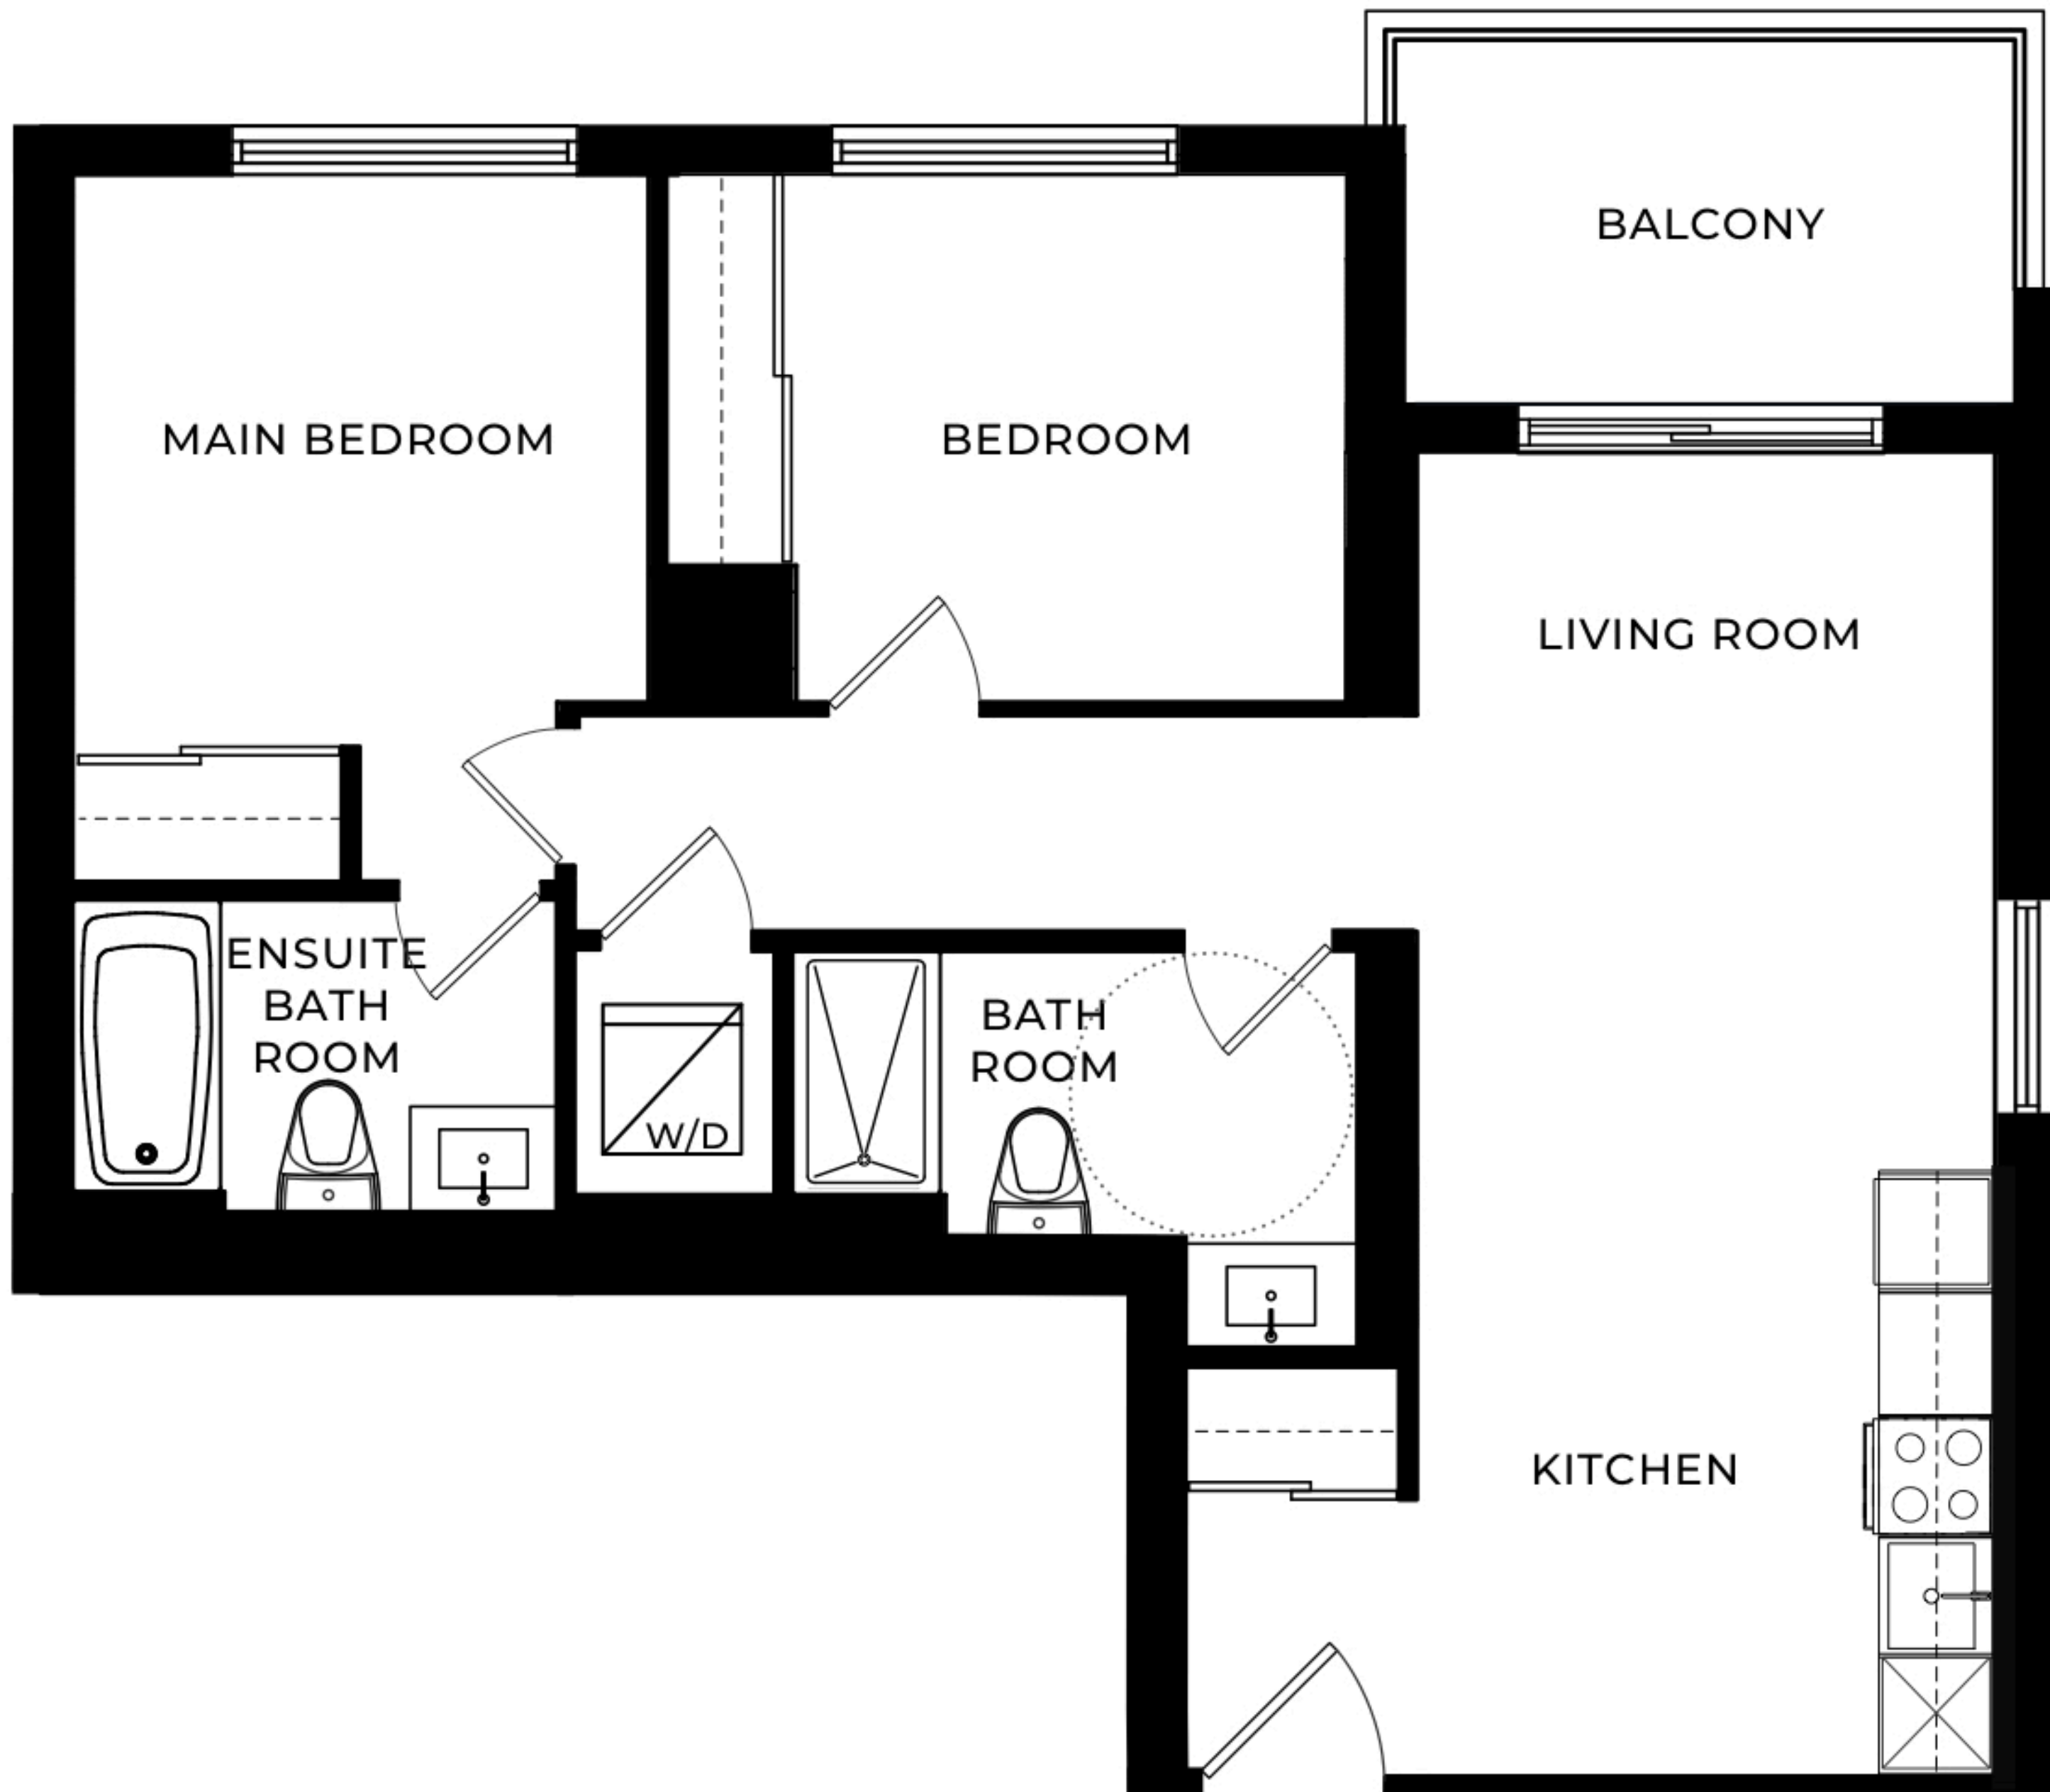 BALCONY
MAIN BEDROOM
BEDROOM
LIVING ROOM
ENSUITE
BATH
ROOM
BATH
ROOM
W/D
KITCHEN